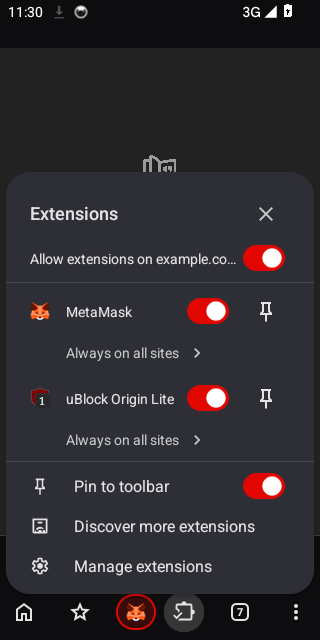 11:30
3G
Extensions
Allow extensions on example.co...
MetaMask
Always on all sites
1
uBlock Origin Lite
Always on all sites
Pin to toolbar
Discover more extensions
Manage extensions
7